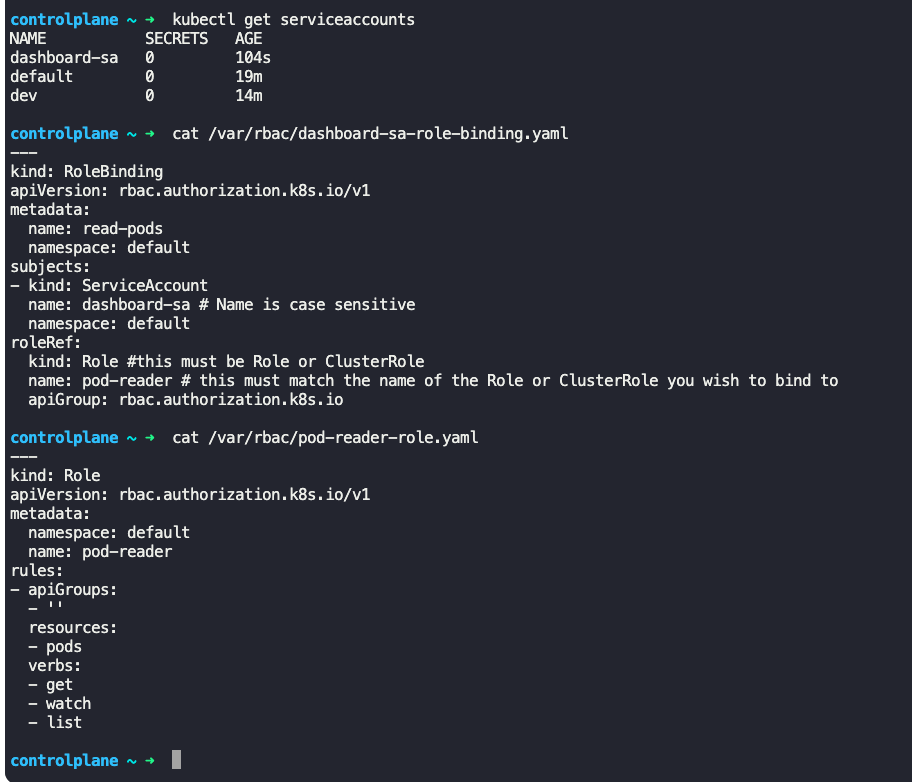 controlplane ~ ➜  kubectl get serviceaccounts
NAME           SECRETS   AGE
dashboard-sa   0         104s
default        0         19m
dev            0         14m
controlplane ~ ➜  cat /var/rbac/dashboard-sa-role-binding.yaml
---
kind: RoleBinding
apiVersion: rbac.authorization.k8s.io/v1
metadata:
  name: read-pods
  namespace: default
subjects:
- kind: ServiceAccount
  name: dashboard-sa # Name is case sensitive
  namespace: default
roleRef:
  kind: Role #this must be Role or ClusterRole
  name: pod-reader # this must match the name of the Role or ClusterRole you wish to bind to
  apiGroup: rbac.authorization.k8s.io
controlplane ~ ➜  cat /var/rbac/pod-reader-role.yaml
---
kind: Role
apiVersion: rbac.authorization.k8s.io/v1
metadata:
  namespace: default
  name: pod-reader
rules:
- apiGroups:
  - ''
  resources:
  - pods
  verbs:
  - get
  - watch
  - list
controlplane ~ ➜